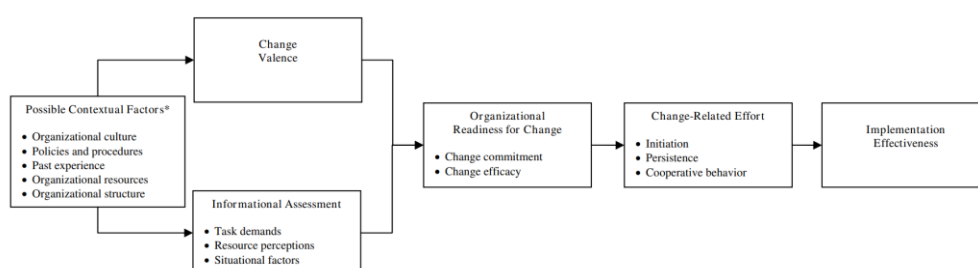 Change
Valence
Possible Contextual Factors*
• Organizational culture
• Policies and procedures
• Past experience
• Organizational resources
• Organizational structure
Informational Assessment
• Task demands
• Resource perceptions
• Situational factors
Organizational
Readiness for Change
• Change commitment
• Change efficacy
Change-Related Effort
• Initiation
• Persistence
• Cooperative behavior
Implementation
Effectiveness